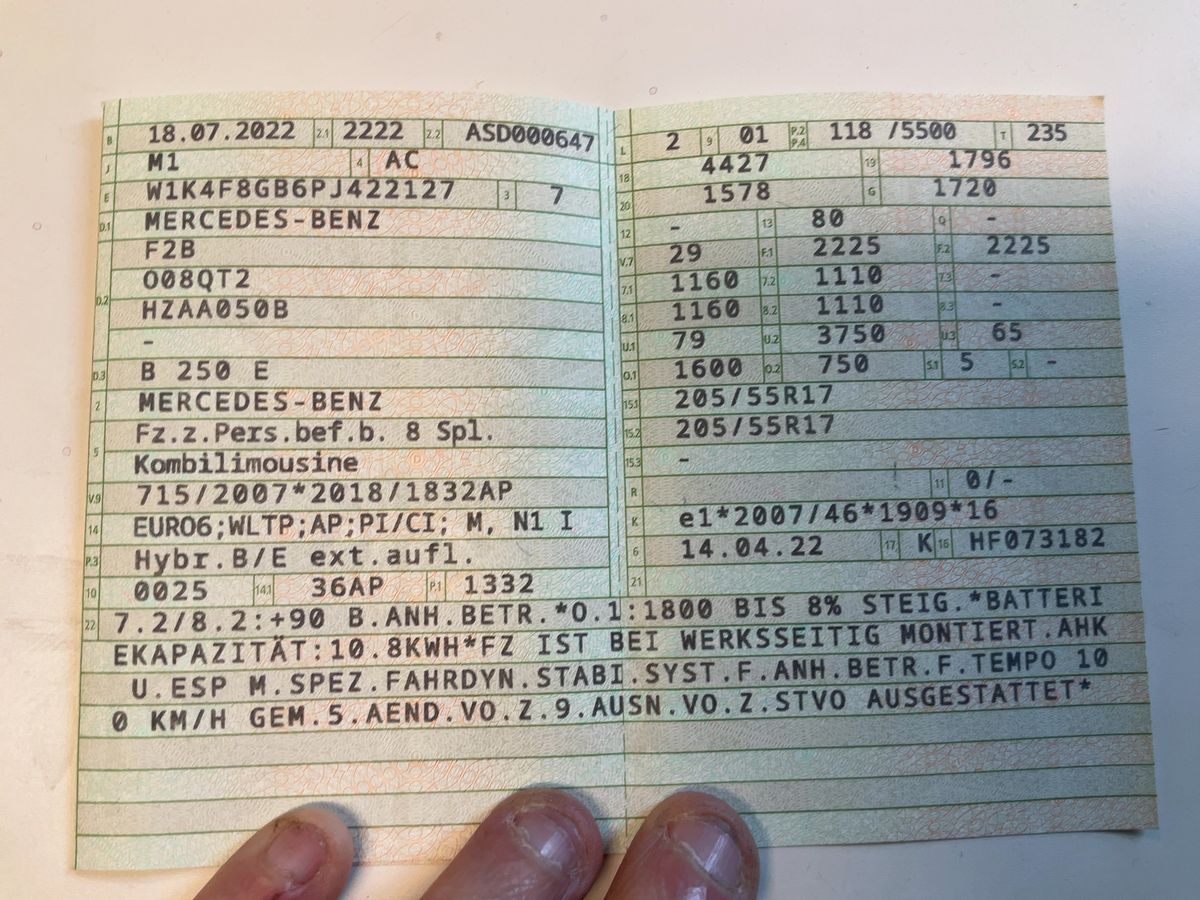 B 18.07.2022 2.1 2222 2.2 ASD000647
J M1 4 AC
E W1K4F8GB6PJ422127 3 7
D.1 MERCEDES-BENZ
F2B
D.2 O08QT2
HZAA050B
-
D.3 B 250 E
2 MERCEDES-BENZ
5 Fz.z.Pers.bef.b. 8 Spl.
Kombilimousine
V.9 715/2007*2018/1832AP
14 EURO6;WLTP;AP;PI/CI; M, N1 I
P.3 Hybr.B/E ext.aufl.
10 0025 14.1 36AP P.1 1332
L 2 9 01 P.2 P.4 118 /5500 T 235
18 4427 19 1796
20 1578 G 1720
12 - 13 80 Q -
V.7 29 F.1 2225 F.2 2225
7.1 1160 7.2 1110 7.3 -
8.1 1160 8.2 1110 8.3 -
U.1 79 U.2 3750 U.3 65
O.1 1600 O.2 750 S.1 5 S.2 -
15.1 205/55R17
15.2 205/55R17
15.3 -
R 11 0/-
K e1*2007/46*1909*16
6 14.04.22 17 K 16 HF073182
21
22 7.2/8.2:+90 B.ANH.BETR.*O.1:1800 BIS 8% STEIG.*BATTERI
EKAPAZITÄT:10.8KWH*FZ IST BEI WERKSSEITIG MONTIERT.AHK
U.ESP M.SPEZ.FAHRDYN.STABI.SYST.F.ANH.BETR.F.TEMPO 10
0 KM/H GEM.5.AEND.VO.Z.9.AUSN.VO.Z.STVO AUSGESTATTET*